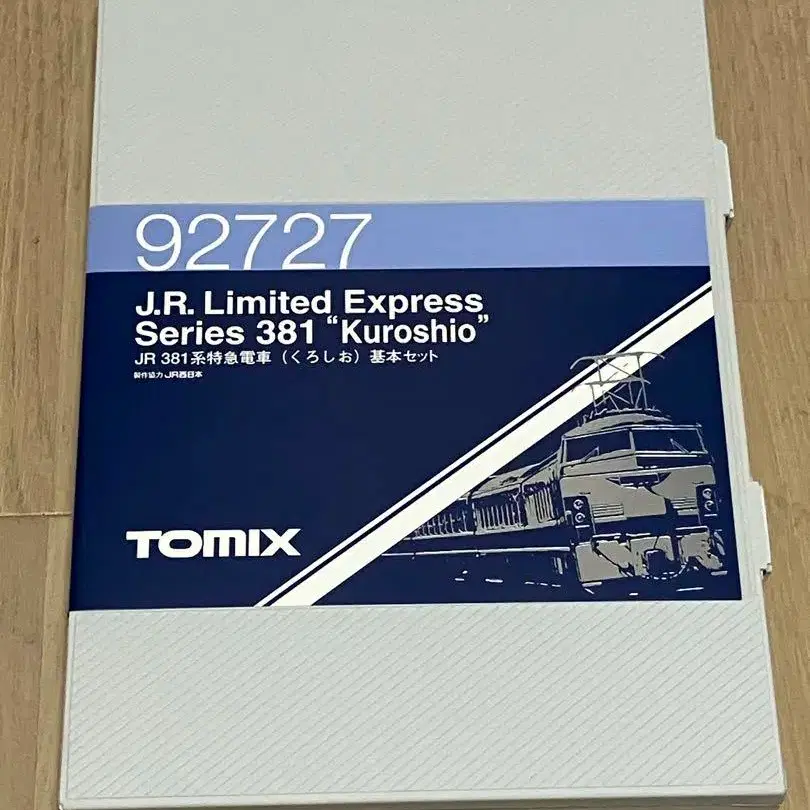 92727
J.R. Limited Express
Series 381 “Kuroshio”
JR 381系特急電車（くろしお）基本セット
製作協力 JR西日本
TOMIX